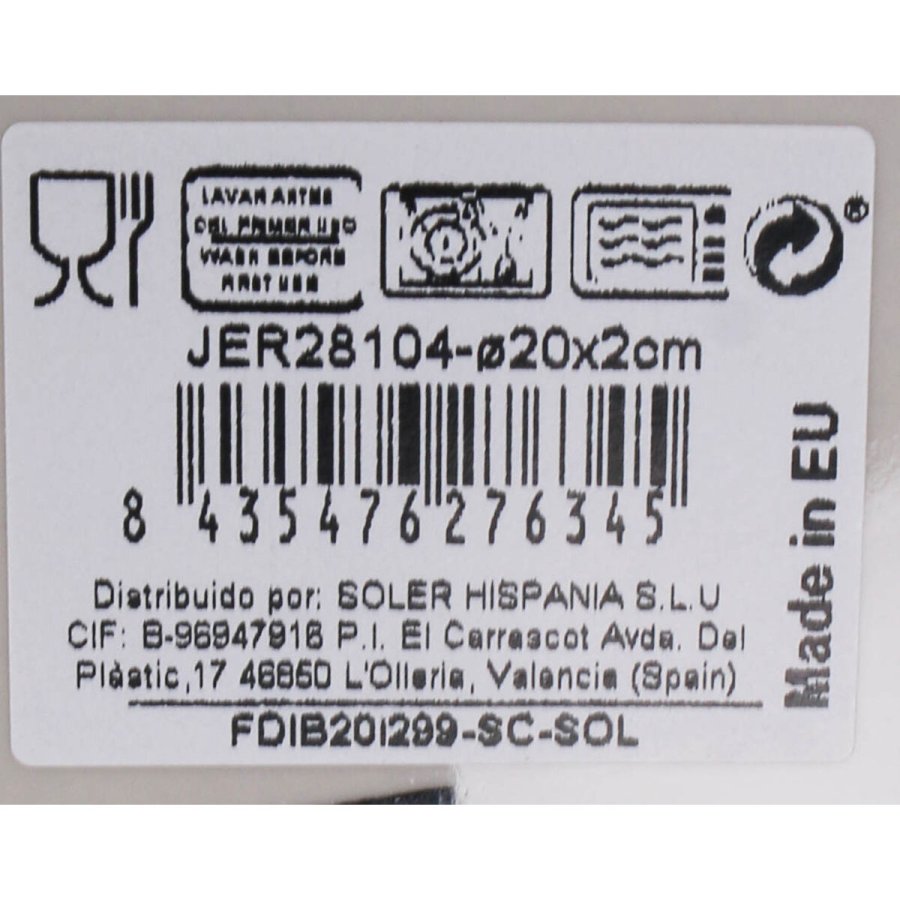 LAVAR ANTES
DEL PRIMER USO
WASH BEFORE
FIRST USE
®
JER28104-ø20x2cm
8 435476 276345
Made in EU
Distribuido por: SOLER HISPANIA S.L.U
CIF: B-96947916 P.I. El Carrascot Avda. Del
Plàstic,17 46850 L'Olleria, Valencia (Spain)
FDIB201299-SC-SOL